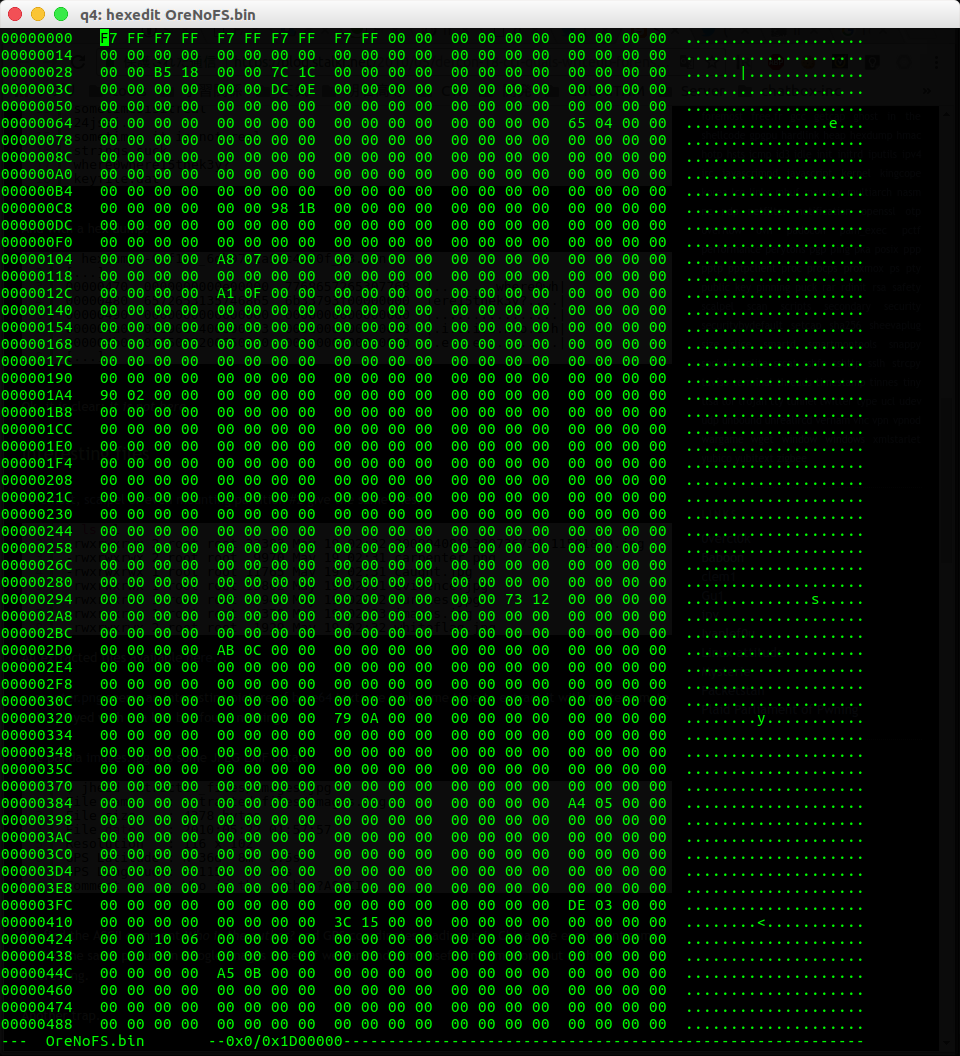 q4: hexedit OreNoFS.bin
00000000   F7 FF F7 FF  F7 FF F7 FF  F7 FF 00 00  00 00 00 00  00 00 00 00  ....................
00000014   00 00 00 00  00 00 00 00  00 00 00 00  00 00 00 00  00 00 00 00  ....................
00000028   00 00 B5 18  00 00 7C 1C  00 00 00 00  00 00 00 00  00 00 00 00  ......|.............
0000003C   00 00 00 00  00 00 DC 0E  00 00 00 00  00 00 00 00  00 00 00 00  ....................
00000050   00 00 00 00  00 00 00 00  00 00 00 00  00 00 00 00  00 00 00 00  ....................
00000064   00 00 00 00  00 00 00 00  00 00 00 00  00 00 00 00  65 04 00 00  ................e...
00000078   00 00 00 00  00 00 00 00  00 00 00 00  00 00 00 00  00 00 00 00  ....................
0000008C   00 00 00 00  00 00 00 00  00 00 00 00  00 00 00 00  00 00 00 00  ....................
000000A0   00 00 00 00  00 00 00 00  00 00 00 00  00 00 00 00  00 00 00 00  ....................
000000B4   00 00 00 00  00 00 00 00  00 00 00 00  00 00 00 00  00 00 00 00  ....................
000000C8   00 00 00 00  00 00 98 1B  00 00 00 00  00 00 00 00  00 00 00 00  ....................
000000DC   00 00 00 00  00 00 00 00  00 00 00 00  00 00 00 00  00 00 00 00  ....................
000000F0   00 00 00 00  00 00 00 00  00 00 00 00  00 00 00 00  00 00 00 00  ....................
00000104   00 00 00 00  A8 07 00 00  00 00 00 00  00 00 00 00  00 00 00 00  ....................
00000118   00 00 00 00  00 00 00 00  00 00 00 00  00 00 00 00  00 00 00 00  ....................
0000012C   00 00 00 00  A1 0F 00 00  00 00 00 00  00 00 00 00  00 00 00 00  ....................
00000140   00 00 00 00  00 00 00 00  00 00 00 00  00 00 00 00  00 00 00 00  ....................
00000154   00 00 00 00  00 00 00 00  00 00 00 00  00 00 00 00  00 00 00 00  ....................
00000168   00 00 00 00  00 00 00 00  00 00 00 00  00 00 00 00  00 00 00 00  ....................
0000017C   00 00 00 00  00 00 00 00  00 00 00 00  00 00 00 00  00 00 00 00  ....................
00000190   00 00 00 00  00 00 00 00  00 00 00 00  00 00 00 00  00 00 00 00  ....................
000001A4   90 02 00 00  00 00 00 00  00 00 00 00  00 00 00 00  00 00 00 00  ....................
000001B8   00 00 00 00  00 00 00 00  00 00 00 00  00 00 00 00  00 00 00 00  ....................
000001CC   00 00 00 00  00 00 00 00  00 00 00 00  00 00 00 00  00 00 00 00  ....................
000001E0   00 00 00 00  00 00 00 00  00 00 00 00  00 00 00 00  00 00 00 00  ....................
000001F4   00 00 00 00  00 00 00 00  00 00 00 00  00 00 00 00  00 00 00 00  ....................
00000208   00 00 00 00  00 00 00 00  00 00 00 00  00 00 00 00  00 00 00 00  ....................
0000021C   00 00 00 00  00 00 00 00  00 00 00 00  00 00 00 00  00 00 00 00  ....................
00000230   00 00 00 00  00 00 00 00  00 00 00 00  00 00 00 00  00 00 00 00  ....................
00000244   00 00 00 00  00 00 00 00  00 00 00 00  00 00 00 00  00 00 00 00  ....................
00000258   00 00 00 00  00 00 00 00  00 00 00 00  00 00 00 00  00 00 00 00  ....................
0000026C   00 00 00 00  00 00 00 00  00 00 00 00  00 00 00 00  00 00 00 00  ....................
00000280   00 00 00 00  00 00 00 00  00 00 00 00  00 00 00 00  00 00 00 00  ....................
00000294   00 00 00 00  00 00 00 00  00 00 00 00  00 00 73 12  00 00 00 00  ..............s.....
000002A8   00 00 00 00  00 00 00 00  00 00 00 00  00 00 00 00  00 00 00 00  ....................
000002BC   00 00 00 00  00 00 00 00  00 00 00 00  00 00 00 00  00 00 00 00  ....................
000002D0   00 00 00 00  AB 0C 00 00  00 00 00 00  00 00 00 00  00 00 00 00  ....................
000002E4   00 00 00 00  00 00 00 00  00 00 00 00  00 00 00 00  00 00 00 00  ....................
000002F8   00 00 00 00  00 00 00 00  00 00 00 00  00 00 00 00  00 00 00 00  ....................
0000030C   00 00 00 00  00 00 00 00  00 00 00 00  00 00 00 00  00 00 00 00  ....................
00000320   00 00 00 00  00 00 00 00  79 0A 00 00  00 00 00 00  00 00 00 00  ........y...........
00000334   00 00 00 00  00 00 00 00  00 00 00 00  00 00 00 00  00 00 00 00  ....................
00000348   00 00 00 00  00 00 00 00  00 00 00 00  00 00 00 00  00 00 00 00  ....................
0000035C   00 00 00 00  00 00 00 00  00 00 00 00  00 00 00 00  00 00 00 00  ....................
00000370   00 00 00 00  00 00 00 00  00 00 00 00  00 00 00 00  00 00 00 00  ....................
00000384   00 00 00 00  00 00 00 00  00 00 00 00  00 00 00 00  A4 05 00 00  ....................
00000398   00 00 00 00  00 00 00 00  00 00 00 00  00 00 00 00  00 00 00 00  ....................
000003AC   00 00 00 00  00 00 00 00  00 00 00 00  00 00 00 00  00 00 00 00  ....................
000003C0   00 00 00 00  00 00 00 00  00 00 00 00  00 00 00 00  00 00 00 00  ....................
000003D4   00 00 00 00  00 00 00 00  00 00 00 00  00 00 00 00  00 00 00 00  ....................
000003E8   00 00 00 00  00 00 00 00  00 00 00 00  00 00 00 00  00 00 00 00  ....................
000003FC   00 00 00 00  00 00 00 00  00 00 00 00  00 00 00 00  DE 03 00 00  ....................
00000410   00 00 00 00  00 00 00 00  3C 15 00 00  00 00 00 00  00 00 00 00  ........<...........
00000424   00 00 10 06  00 00 00 00  00 00 00 00  00 00 00 00  00 00 00 00  ....................
00000438   00 00 00 00  00 00 00 00  00 00 00 00  00 00 00 00  00 00 00 00  ....................
0000044C   00 00 00 00  A5 0B 00 00  00 00 00 00  00 00 00 00  00 00 00 00  ....................
00000460   00 00 00 00  00 00 00 00  00 00 00 00  00 00 00 00  00 00 00 00  ....................
00000474   00 00 00 00  00 00 00 00  00 00 00 00  00 00 00 00  00 00 00 00  ....................
00000488   00 00 00 00  00 00 00 00  00 00 00 00  00 00 00 00  00 00 00 00  ....................
---  OreNoFS.bin       --0x0/0x1D00000----------------------------------------------------------